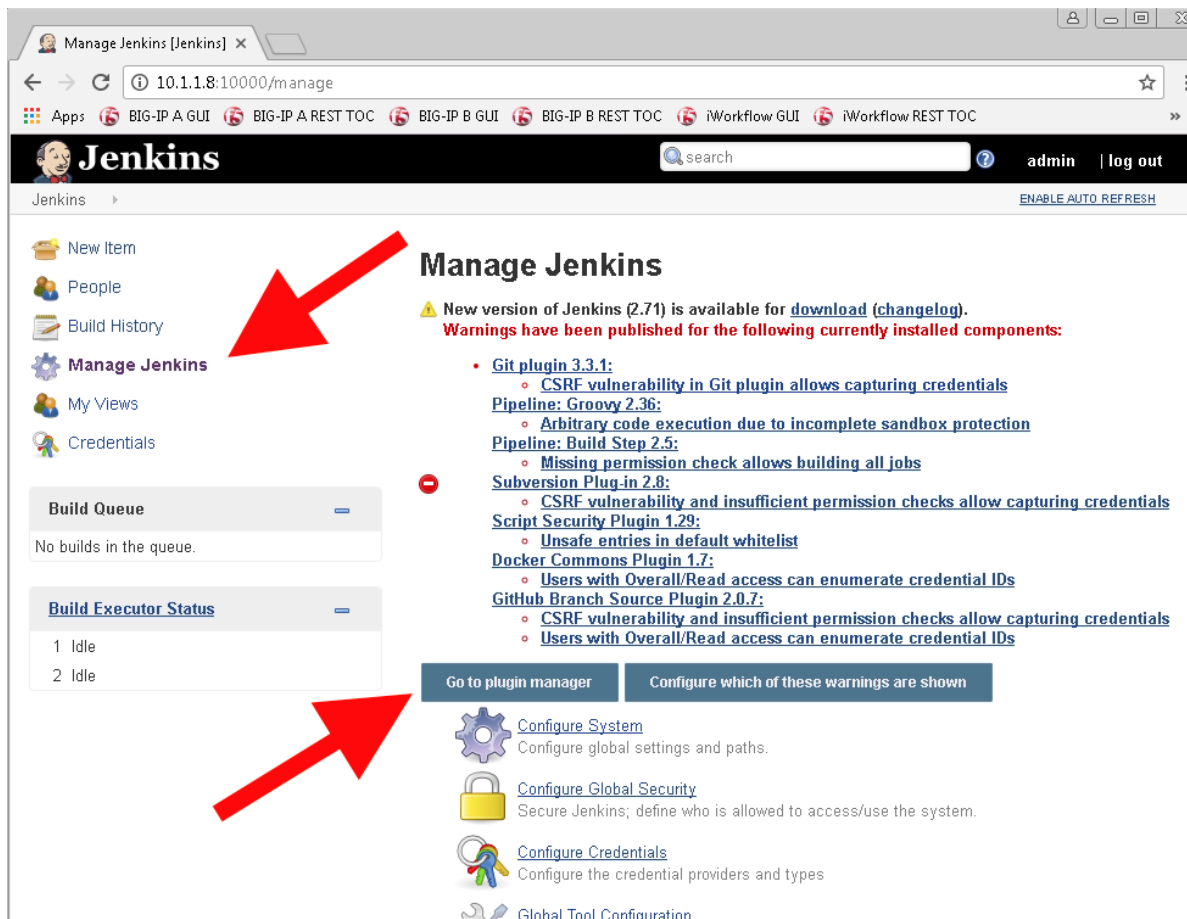 Manage Jenkins [Jenkins]
10.1.1.8:10000/manage
Apps BIG-IP A GUI BIG-IP A REST TOC BIG-IP B GUI BIG-IP B REST TOC iWorkflow GUI iWorkflow REST TOC »
Jenkins search admin | log out
Jenkins ENABLE AUTO REFRESH
New Item
People
Build History
Manage Jenkins
My Views
Credentials
Build Queue
No builds in the queue.
Build Executor Status
1 Idle
2 Idle
Manage Jenkins
New version of Jenkins (2.71) is available for download (changelog).
Warnings have been published for the following currently installed components:
Git plugin 3.3.1:
CSRF vulnerability in Git plugin allows capturing credentials
Pipeline: Groovy 2.36:
Arbitrary code execution due to incomplete sandbox protection
Pipeline: Build Step 2.5:
Missing permission check allows building all jobs
Subversion Plug-in 2.8:
CSRF vulnerability and insufficient permission checks allow capturing credentials
Script Security Plugin 1.29:
Unsafe entries in default whitelist
Docker Commons Plugin 1.7:
Users with Overall/Read access can enumerate credential IDs
GitHub Branch Source Plugin 2.0.7:
CSRF vulnerability and insufficient permission checks allow capturing credentials
Users with Overall/Read access can enumerate credential IDs
Go to plugin manager Configure which of these warnings are shown
Configure System
Configure global settings and paths.
Configure Global Security
Secure Jenkins; define who is allowed to access/use the system.
Configure Credentials
Configure the credential providers and types
Global Tool Configuration